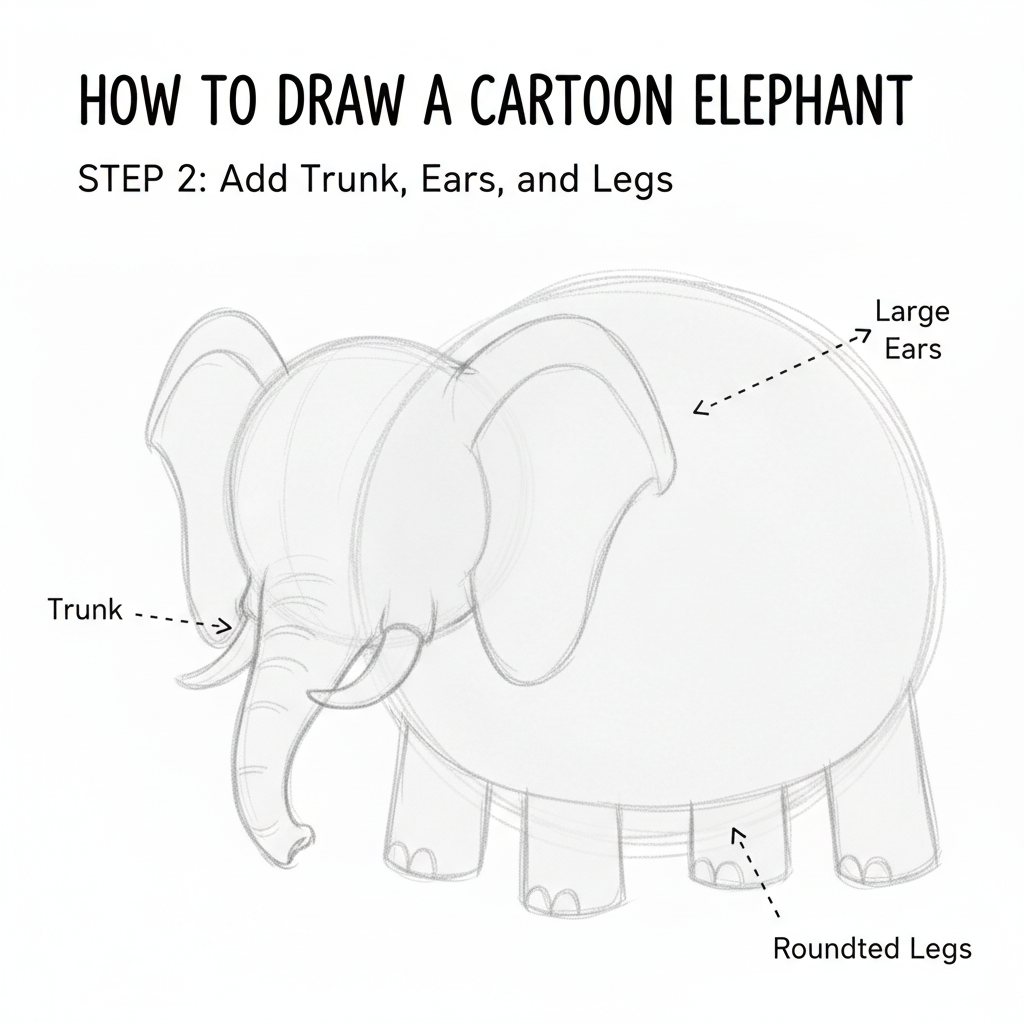 HOW TO DRAW A CARTOON ELEPHANT
STEP 2: Add Trunk, Ears, and Legs
Large
Ears
Trunk
Roundted Legs